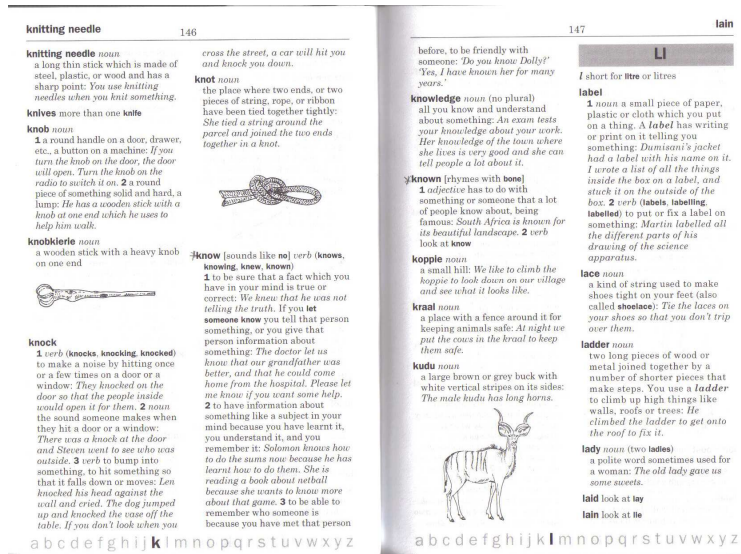 knitting needle
146
knitting needle noun
a long thin stick which is made of
steel, plastic, or wood and has a
sharp point: You use knitting
needles when you knit something.
knives more than one knife
knob noun
1 a round handle on a door, drawer,
etc., a button on a machine: If you
turn the knob on the door, the door
will open. Turn the knob on the
radio to switch it on. 2 a round
piece of something solid and hard, a
lump: He has a wooden stick with a
knob at one end which he uses to
help him walk.
knobkierie noun
a wooden stick with a heavy knob
on one end
knock
1 verb (knocks, knocking, knocked)
to make a noise by hitting once
or a few times on a door or a
window: They knocked on the
door so that the people inside
would open it for them. 2 noun
the sound someone makes when
they hit a door or a window:
There was a knock at the door
and Steven went to see who was
outside. 3 verb to bump into
something, to hit something so
that it falls down or moves: Len
knocked his head against the
wall and cried. The dog jumped
up and knocked the vase off the
table. If you don't look when you
cross the street, a car will hit you
and knock you down.
knot noun
the place where two ends, or two
pieces of string, rope, or ribbon
have been tied together tightly:
She tied a string around the
parcel and joined the two ends
together in a knot.
know [sounds like no] verb (knows,
knowing, knew, known)
1 to be sure that a fact which you
have in your mind is true or
correct: We knew that he was not
telling the truth. If you let
someone know you tell that person
something, or you give that
person information about
something: The doctor let us
know that our grandfather was
better, and that he could come
home from the hospital. Please let
me know if you want some help.
2 to have information about
something like a subject in your
mind because you have learnt it,
you understand it, and you
remember it: Solomon knows how
to do sums now because he has
learnt how to do them. She is
reading a book about netball
because she wants to know more
about that game. 3 to be able to
remember who someone is
because you have met that person
a b c d e f g h i j k l m n o p q r s t u v w x y z
147
lain
before, to be friendly with
someone: 'Do you know Dolly?'
'Yes, I have known her for many
years.'
knowledge noun (no plural)
all you know and understand
about something: An exam tests
your knowledge about your work.
Her knowledge of the town where
she lives is very good and she can
tell people a lot about it.
known [rhymes with bone]
1 adjective has to do with
something or someone that a lot
of people know about, being
famous: South Africa is known for
its beautiful landscape. 2 verb
look at know
koppie noun
a small hill: We like to climb the
koppie to look down on our village
and see what it looks like.
kraal noun
a place with a fence around it for
keeping animals safe: At night we
put the cows in the kraal to keep
them safe.
kudu noun
a large brown or grey buck with
white vertical stripes on its sides:
The male kudu has long horns.
Ll
l short for litre or litres
label
1 noun a small piece of paper,
plastic or cloth which you put
on a thing. A label has writing
or print on it telling you
something: Dumisani's jacket
had a label with his name on it.
I wrote a list of all the things
inside the box on a label, and
stuck it on the outside of the
box. 2 verb (labels, labelling,
labelled) to put or fix a label on
something: Martin labelled all
the different parts of his
drawing of the science
apparatus.
lace noun
a kind of string used to make
shoes tight on your feet (also
called shoelace): Tie the laces on
your shoes so that you don't trip
over them.
ladder noun
two long pieces of wood or
metal joined together by a
number of shorter pieces that
make steps. You use a ladder
to climb up high things like
walls, roofs or trees: He
climbed the ladder to get onto
the roof to fix it.
lady noun (two ladies)
a polite word sometimes used for
a woman: The old lady gave us
some sweets.
laid look at lay
lain look at lie
a b c d e f g h i j k l m n o p q r s t u v w x y z